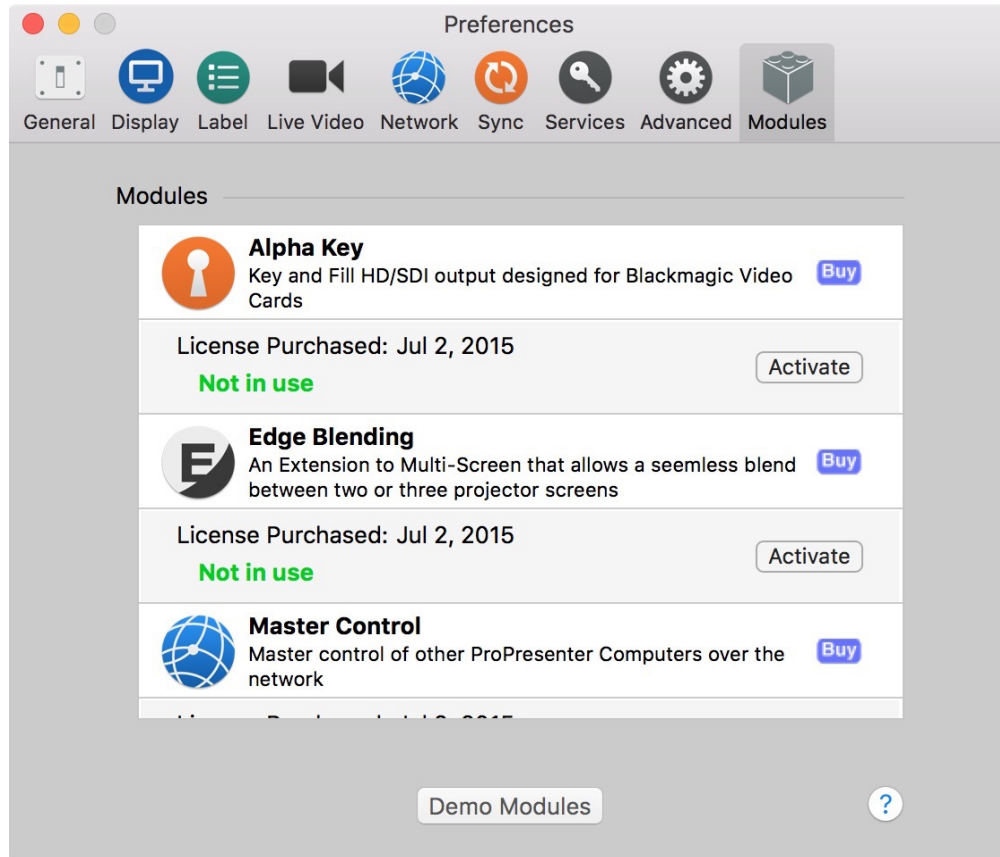 Preferences
General Display Label Live Video Network Sync Services Advanced Modules
Modules
Alpha Key
Key and Fill HD/SDI output designed for Blackmagic Video
Cards
Buy
License Purchased: Jul 2, 2015
Not in use
Activate
Edge Blending
An Extension to Multi-Screen that allows a seemless blend
between two or three projector screens
Buy
License Purchased: Jul 2, 2015
Not in use
Activate
Master Control
Master control of other ProPresenter Computers over the
network
Buy
Demo Modules
?